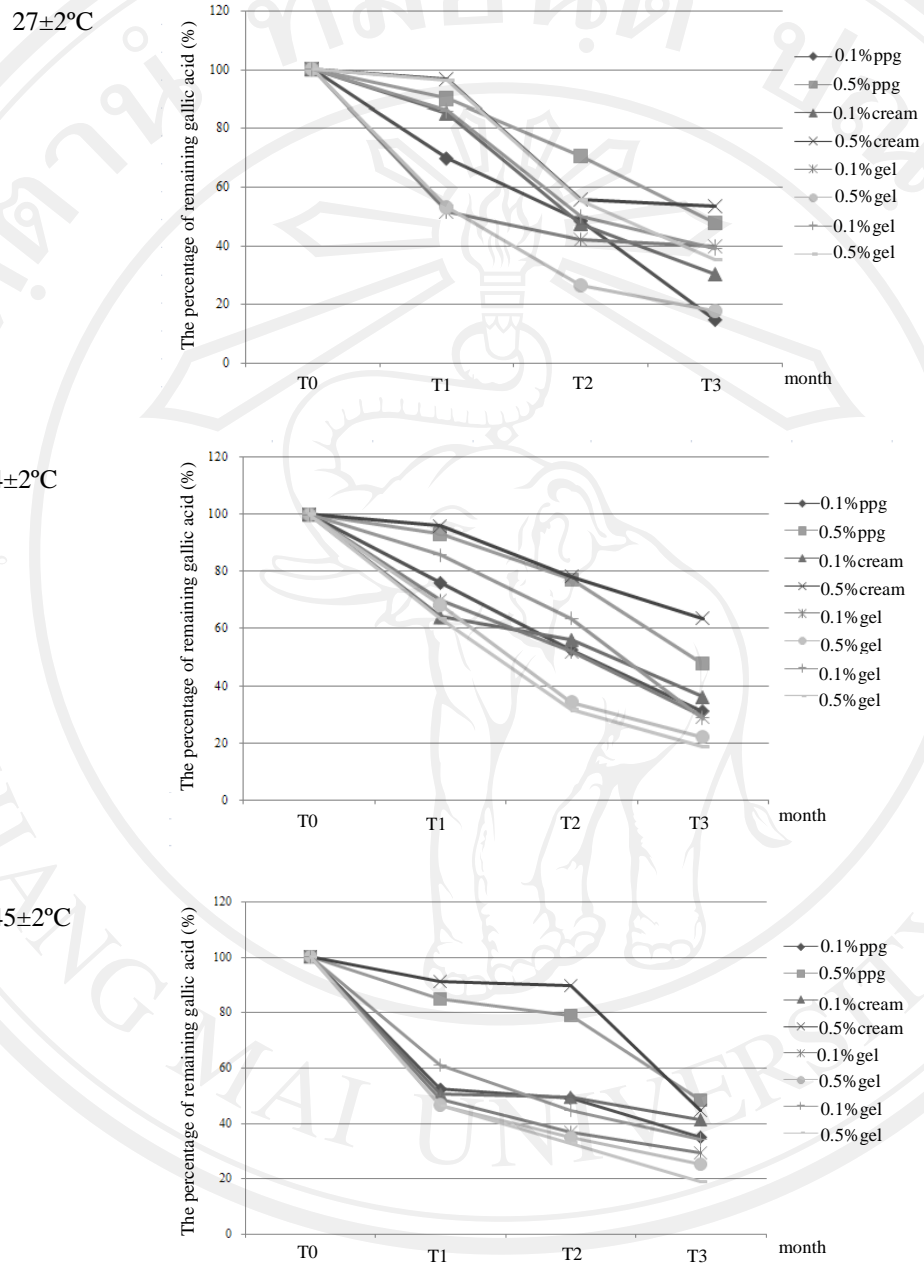 27±2ºC
The percentage of remaining gallic acid (%)
120
100
80
60
40
20
0
T0 T1 T2 T3 month
0.1%ppg
0.5%ppg
0.1%cream
0.5%cream
0.1%gel
0.5%gel
0.1%gel
0.5%gel
4±2ºC
The percentage of remaining gallic acid (%)
120
100
80
60
40
20
0
T0 T1 T2 T3 month
0.1%ppg
0.5%ppg
0.1%cream
0.5%cream
0.1%gel
0.5%gel
0.1%gel
0.5%gel
45±2ºC
The percentage of remaining gallic acid (%)
120
100
80
60
40
20
0
T0 T1 T2 T3 month
0.1%ppg
0.5%ppg
0.1%cream
0.5%cream
0.1%gel
0.5%gel
0.1%gel
0.5%gel
MAI UNIVERSITY